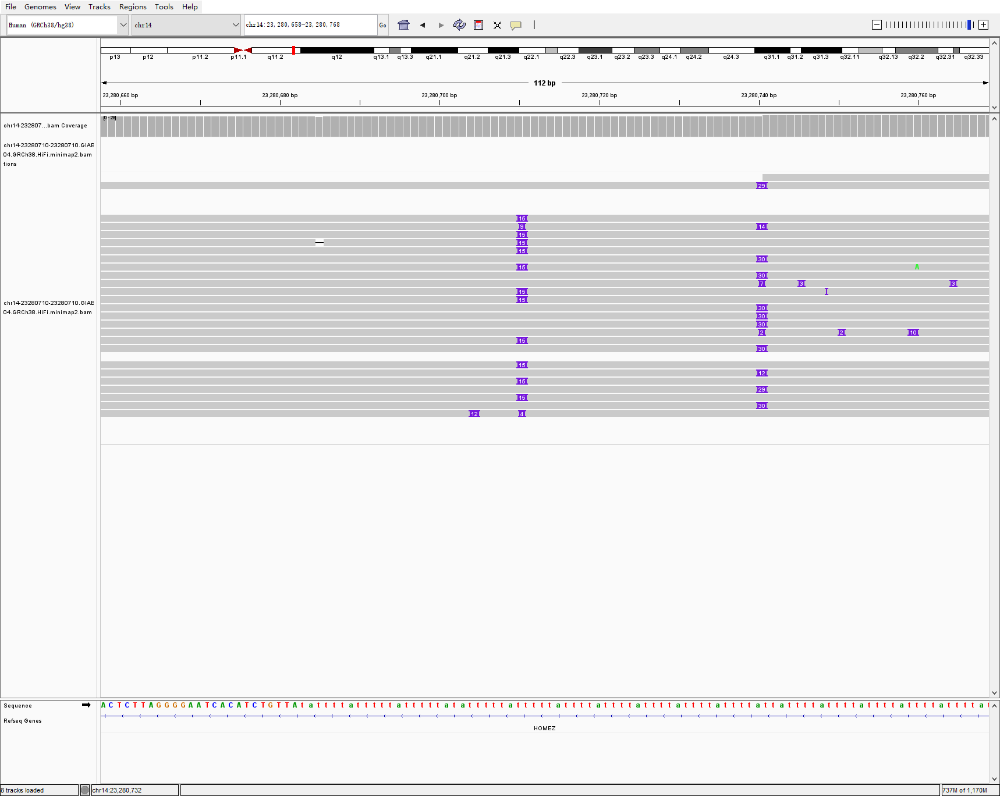 File Genomes View Tracks Regions Tools Help
Human (GRCh38/hg38) chr14 chr14:23,280,658-23,280,768 Go
p13 p12 p11.2 p11.1 q11.2 q12 q13.1 q13.3 q21.1 q21.2 q21.3 q22.1 q22.3 q23.1 q23.2 q23.3 q24.1 q24.2 q24.3 q31.1 q31.2 q31.3 q32.11 q32.13 q32.2 q32.31 q32.33
112 bp
23,280,660 bp 23,280,680 bp 23,280,700 bp 23,280,720 bp 23,280,740 bp 23,280,760 bp
[0 - 28]
chr14-232807...bam Coverage
chr14-23280710-23280710.GIAB
04.GRCh38.HiFi.minimap2.bam
tions
29
15
9 14
15
15
15
30
15 A
30
7 3 3
15
15
30
30
30
2 2 10
15
30
15
12
15
29
15
30
12 4
chr14-23280710-23280710.GIAB
04.GRCh38.HiFi.minimap2.bam
Sequence A C T C T T A G G G G A A T C A C A T C T G T T A t a t t t t a t t t t t a t t t t t a t a t t t t t a t t t t t a t t t t a t t t t a t t t t a t t t t a t t t t a t t a t t t t a t t t t a t t t t a t t t t a t t t t a t
Refseq Genes
HOMEZ
8 tracks loaded chr14:23,280,732 737M of 1,170M